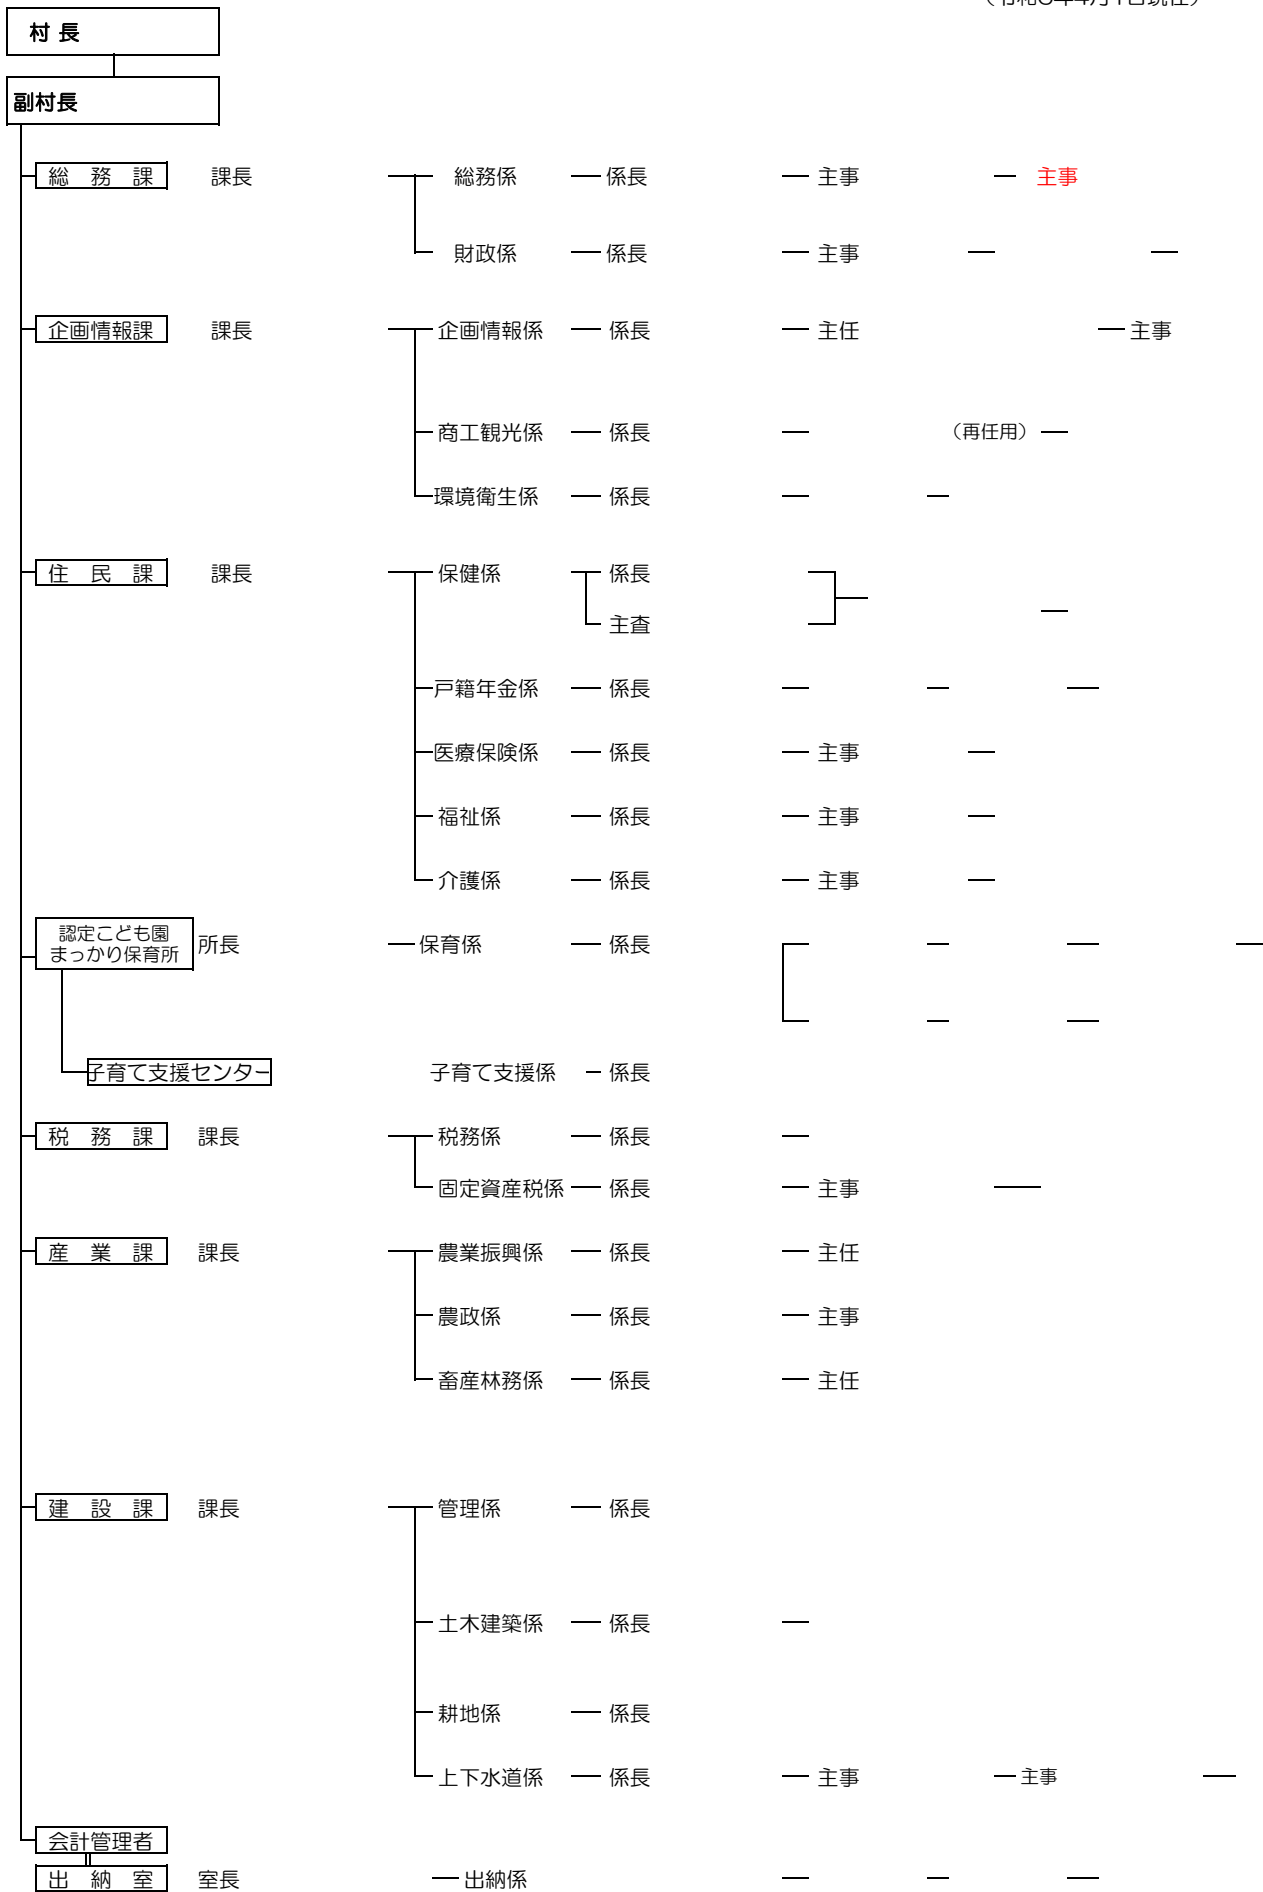 村 長
副村長
総 務 課 課長 総務係 係長 主事 主事
財政係 係長 主事
企画情報課 課長 企画情報係 係長 主任 主事
商工観光係 係長 （再任用）
環境衛生係 係長
住 民 課 課長 保健係 係長
主査
戸籍年金係 係長
医療保険係 係長 主事
福祉係 係長 主事
介護係 係長 主事
認定こども園
まっかり保育所 所長 保育係 係長
子育て支援センター 子育て支援係 係長
税 務 課 課長 税務係 係長
固定資産税係 係長 主事
産 業 課 課長 農業振興係 係長 主任
農政係 係長 主事
畜産林務係 係長 主任
建 設 課 課長 管理係 係長
土木建築係 係長
耕地係 係長
上下水道係 係長 主事 主事
会計管理者
出 納 室 室長 出納係